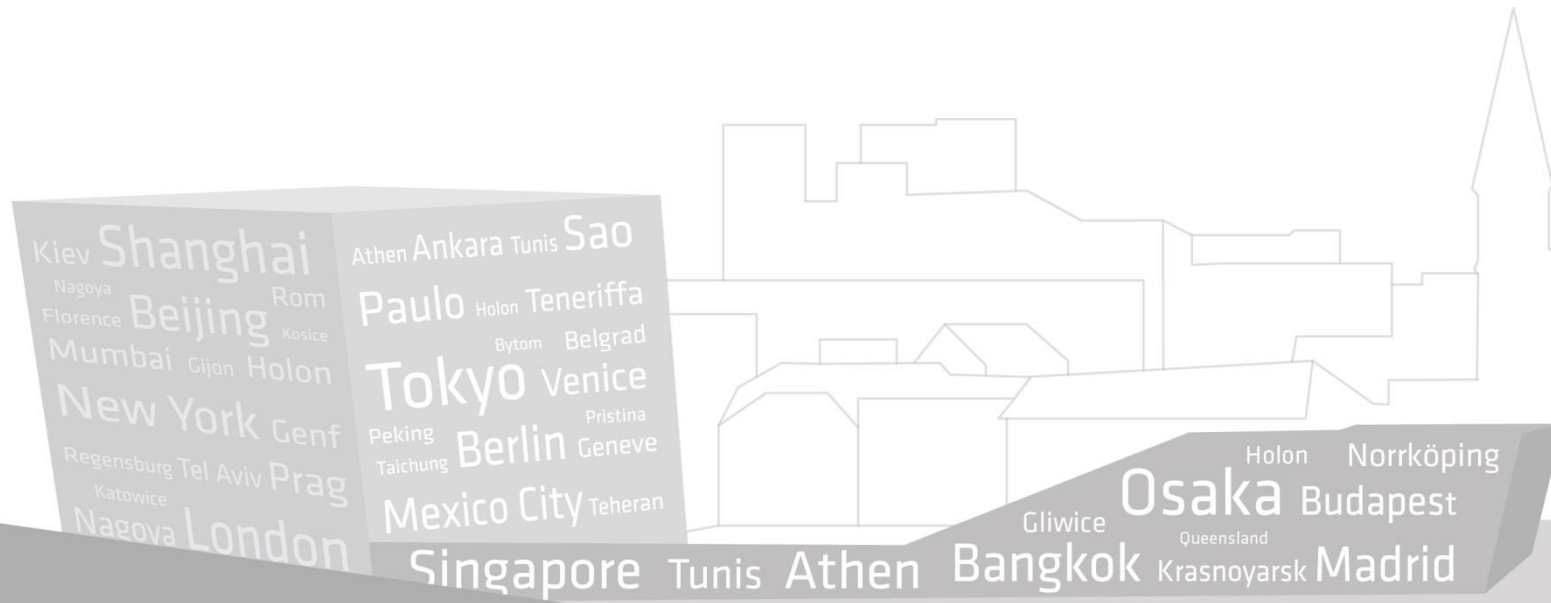 Kiev Shanghai
Nagoya Rom
Florence Beijing Kosice
Mumbai Gijon Holon
New York Genf
Regensburg Tel Aviv Prag
Katowice
Nagoya London
Athen Ankara Tunis Sao
Paulo Holon Teneriffa
Bytom Belgrad
Tokyo Venice
Pristina
Peking Berlin Geneve
Taichung
Mexico City Teheran
Holon Norrköping
Osaka Budapest
Gliwice Queensland
Singapore Tunis Athen Bangkok Krasnoyarsk Madrid